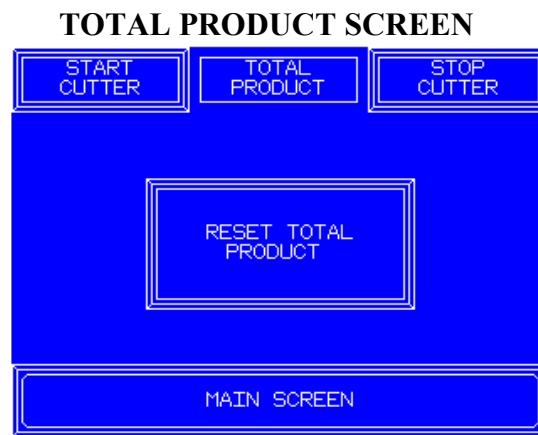 TOTAL PRODUCT SCREEN
START
CUTTER
TOTAL
PRODUCT
STOP
CUTTER
RESET TOTAL
PRODUCT
MAIN SCREEN